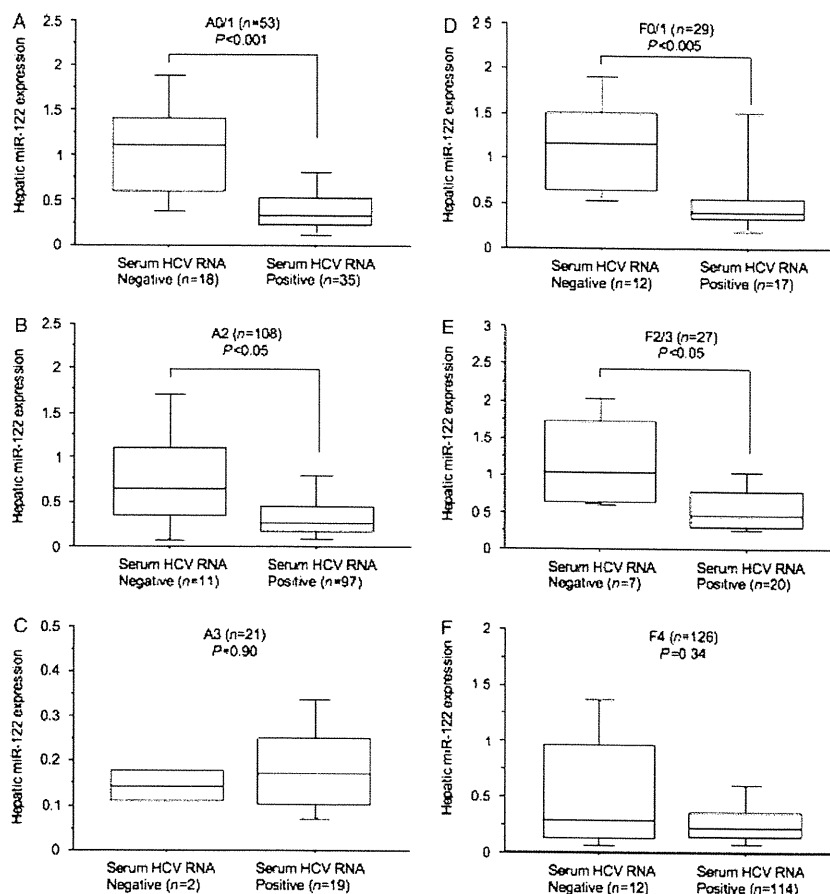 A
A0/1 (n=53)
P<0.001
Hepatic miR-122 expression
2.5
2
1.5
1
0.5
0
Serum HCV RNA Serum HCV RNA
Negative (n=18) Positive (n=35)
D
F0/1 (n=29)
P<0.005
Hepatic miR-122 expression
2.5
2
1.5
1
0.5
0
Serum HCV RNA Serum HCV RNA
Negative (n=12) Positive (n=17)
B
A2 (n=108)
P<0.05
Hepatic miR-122 expression
2.5
2
1.5
1
0.5
0
Serum HCV RNA Serum HCV RNA
Negative (n=11) Positive (n=97)
E
F2/3 (n=27)
P<0.05
Hepatic miR-122 expression
3
2.5
2
1.5
1
0.5
0
Serum HCV RNA Serum HCV RNA
Negative (n=7) Positive (n=20)
C
A3 (n=21)
P=0.90
Hepatic miR-122 expression
0.5
0.4
0.3
0.2
0.1
0
Serum HCV RNA Serum HCV RNA
Negative (n=2) Positive (n=19)
F
F4 (n=126)
P=0.34
Hepatic miR-122 expression
2
1.5
1
0.5
0
Serum HCV RNA Serum HCV RNA
Negative (n=12) Positive (n=114)